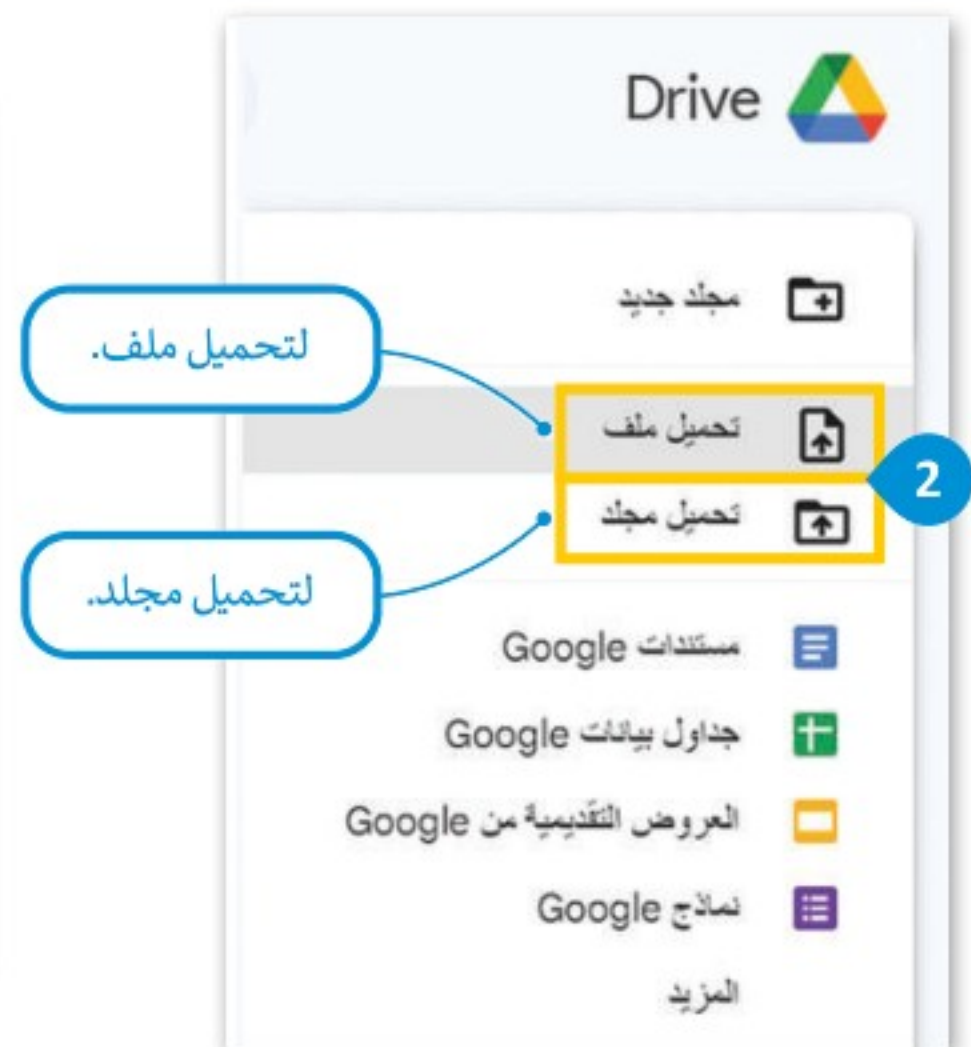 Drive
مجلد جديد
لتحميل ملف.
تحميل ملف
2
تحميل مجلد
لتحميل مجلد.
مستندات Google
جداول بيانات Google
العروض التقديمية من Google
نماذج Google
المزيد